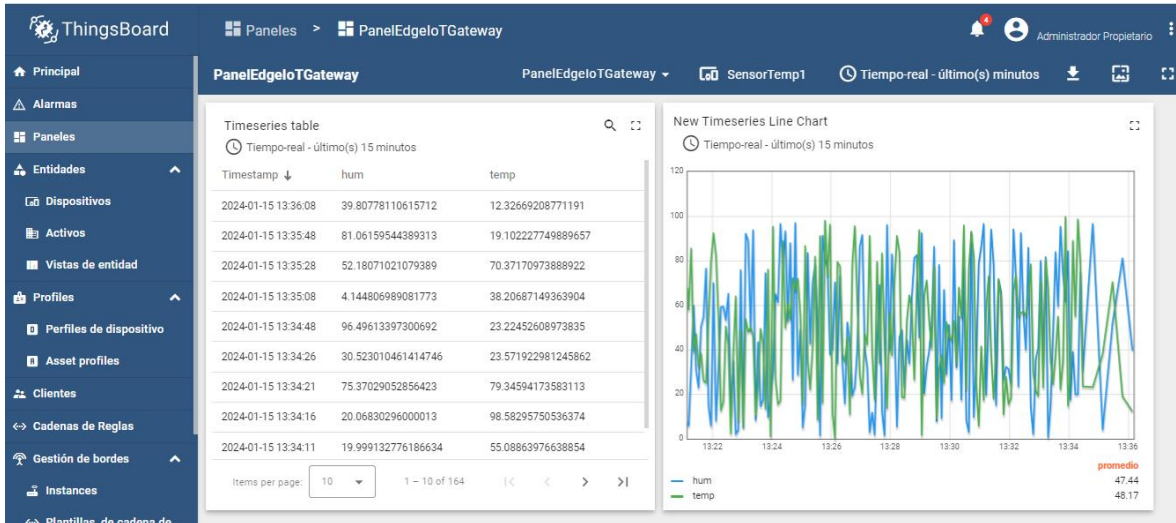 ThingsBoard
Paneles > PanelEdgeIoTGateway
4
Administrador Propietario
Principal
Alarmas
Paneles
Entidades
Dispositivos
Activos
Vistas de entidad
Profiles
Perfiles de dispositivo
Asset profiles
Clientes
Cadenas de Reglas
Gestión de bordes
Instances
Plantillas de cadena de
PanelEdgeIoTGateway
PanelEdgeIoTGateway
SensorTemp1
Tiempo-real - último(s) minutos
Timeseries table
Tiempo-real - último(s) 15 minutos
Timestamp hum temp
2024-01-15 13:36:08 39.80778110615712 12.32669208771191
2024-01-15 13:35:48 81.06159544389313 19.102227749889657
2024-01-15 13:35:28 52.18071021079389 70.37170973888922
2024-01-15 13:35:08 4.144806989081773 38.20687149363904
2024-01-15 13:34:48 96.49613397300692 23.22452608973835
2024-01-15 13:34:26 30.523010461414746 23.571922981245862
2024-01-15 13:34:21 75.37029052856423 79.34594173583113
2024-01-15 13:34:16 20.06830296000013 98.58295750536374
2024-01-15 13:34:11 19.999132776186634 55.08863976638854
Items per page: 10 1 – 10 of 164
New Timeseries Line Chart
Tiempo-real - último(s) 15 minutos
120
100
80
60
40
20
0
13:22 13:24 13:26 13:28 13:30 13:32 13:34 13:36
promedio
hum 47.44
temp 48.17